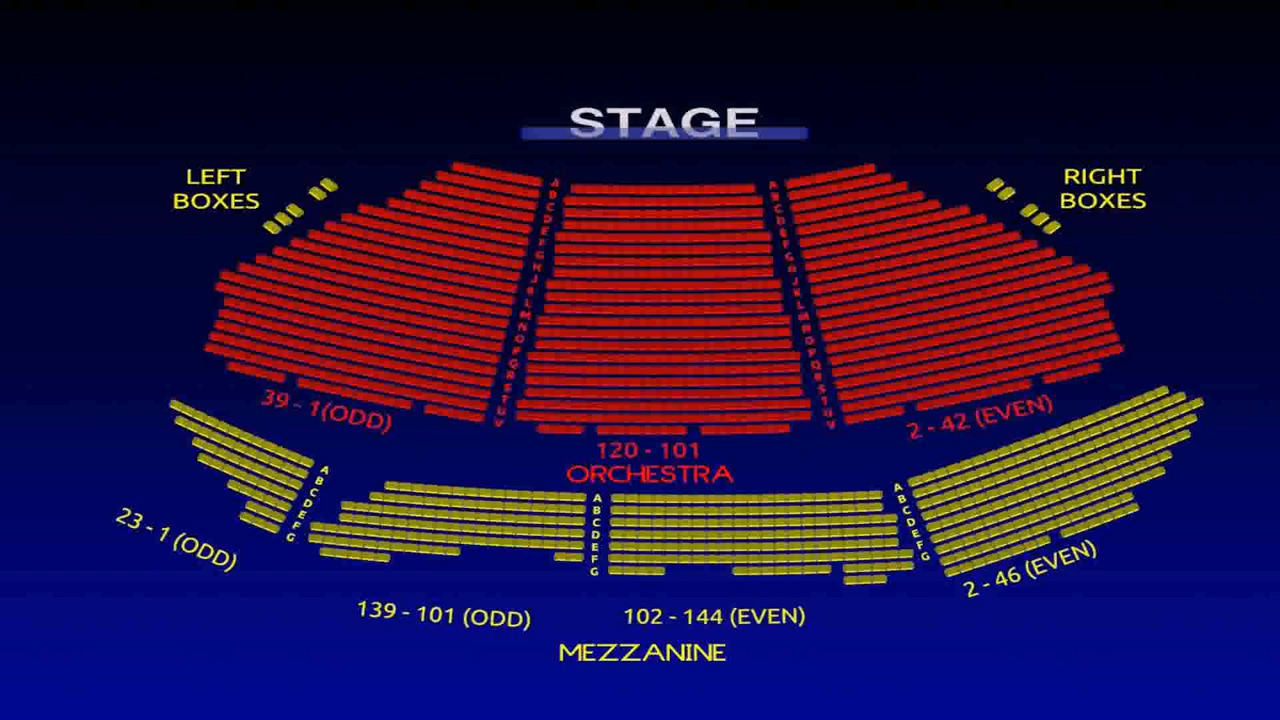 STAGE
LEFT
BOXES
RIGHT
BOXES
39 - 1(ODD)
2 - 42 (EVEN)
120 - 101
ORCHESTRA
A
B
C
D
E
F
G
A
B
C
D
E
F
G
A
B
C
D
E
F
G
23 - 1 (ODD)
139 - 101 (ODD)
102 - 144 (EVEN)
2 - 46 (EVEN)
MEZZANINE